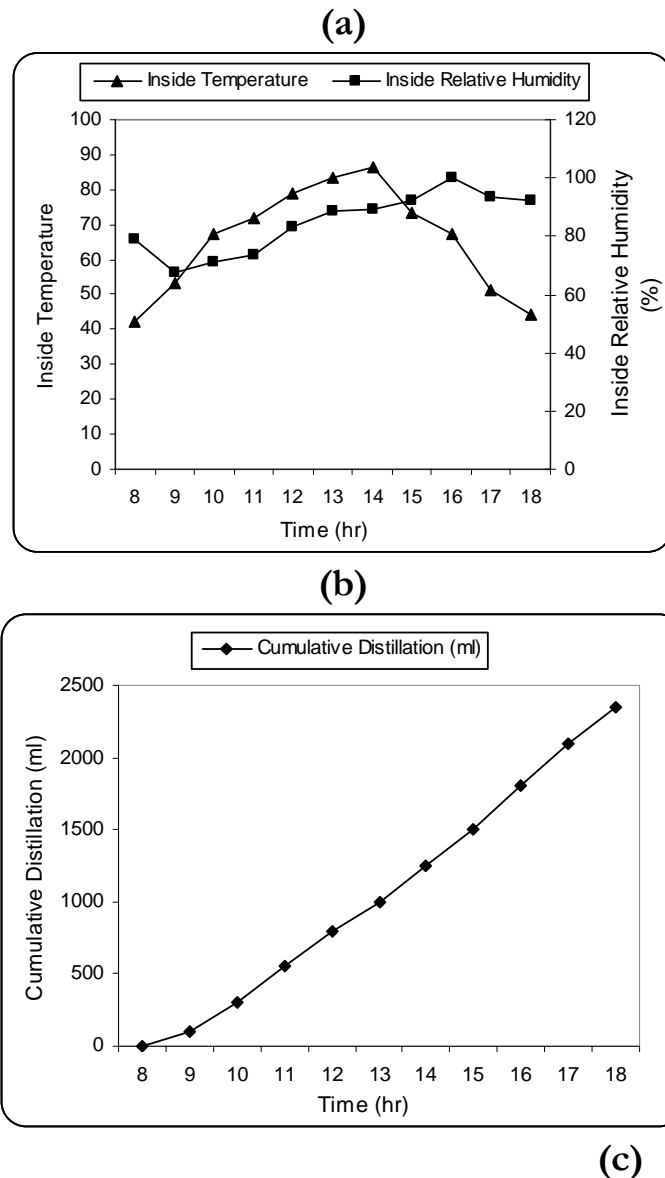 (a)
Inside Temperature Inside Relative Humidity
100
90
80
70
60
50
40
30
20
10
0
Inside Temperature
120
100
80
60
40
20
0
Inside Relative Humidity
(%)
8 9 10 11 12 13 14 15 16 17 18
Time (hr)
(b)
Cumulative Distillation (ml)
2500
2000
1500
1000
500
0
Cumulative Distillation (ml)
8 9 10 11 12 13 14 15 16 17 18
Time (hr)
(c)